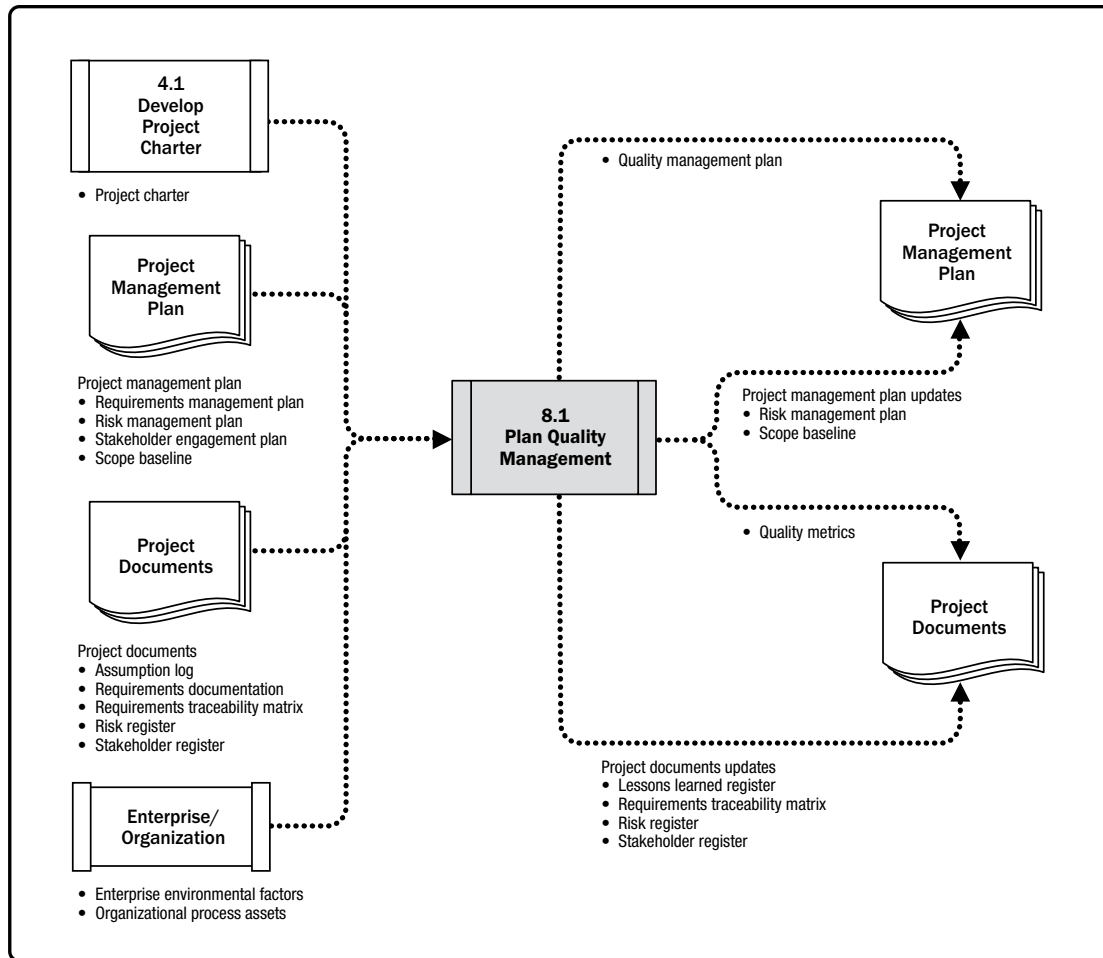 4.1
Develop
Project
Charter
• Project charter
Project
Management
Plan
Project management plan
• Requirements management plan
• Risk management plan
• Stakeholder engagement plan
• Scope baseline
Project
Documents
Project documents
• Assumption log
• Requirements documentation
• Requirements traceability matrix
• Risk register
• Stakeholder register
Enterprise/
Organization
• Enterprise environmental factors
• Organizational process assets
8.1
Plan Quality
Management
• Quality management plan
Project
Management
Plan
Project management plan updates
• Risk management plan
• Scope baseline
• Quality metrics
Project
Documents
Project documents updates
• Lessons learned register
• Requirements traceability matrix
• Risk register
• Stakeholder register